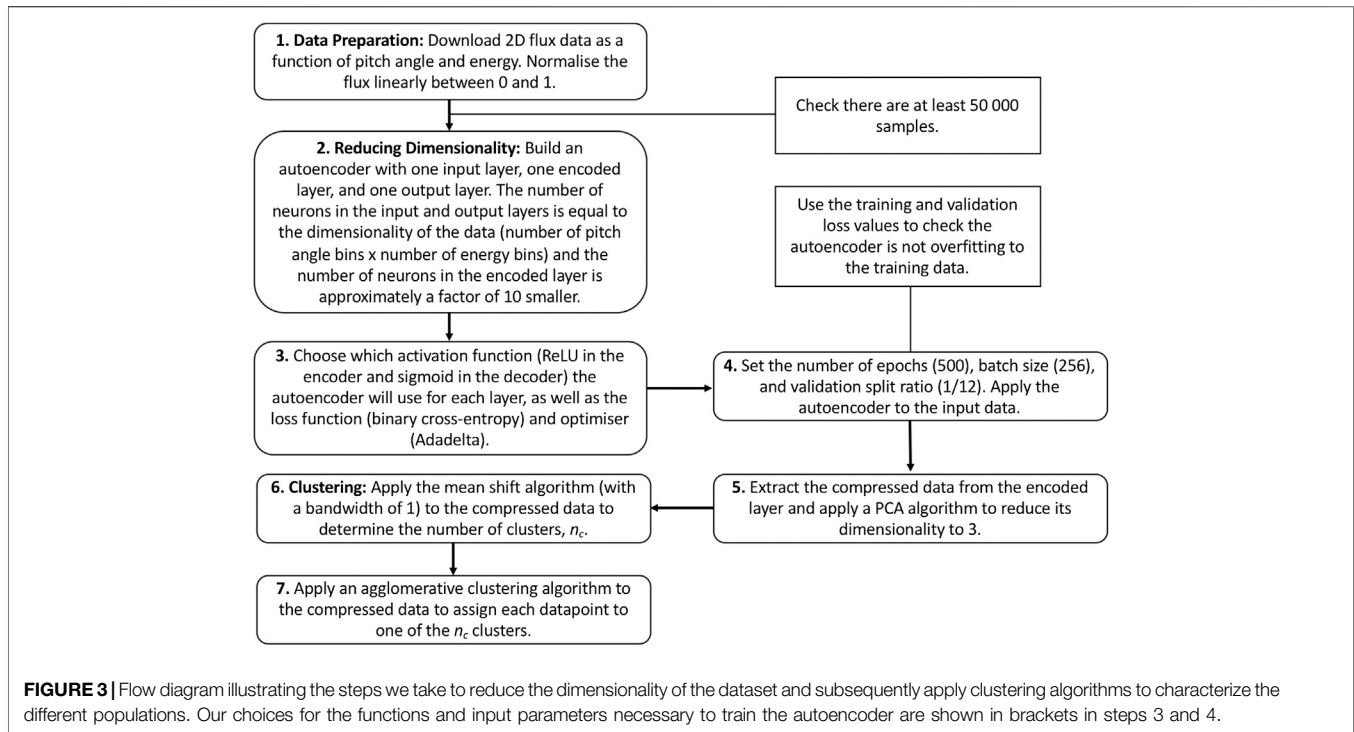 1. Data Preparation: Download 2D flux data as a
function of pitch angle and energy. Normalise the
flux linearly between 0 and 1.
Check there are at least 50 000
samples.
2. Reducing Dimensionality: Build an
autoencoder with one input layer, one encoded
layer, and one output layer. The number of
neurons in the input and output layers is equal to
the dimensionality of the data (number of pitch
angle bins x number of energy bins) and the
number of neurons in the encoded layer is
approximately a factor of 10 smaller.
Use the training and validation
loss values to check the
autoencoder is not overfitting to
the training data.
3. Choose which activation function (ReLU in the
encoder and sigmoid in the decoder) the
autoencoder will use for each layer, as well as the
loss function (binary cross-entropy) and optimiser
(Adadelta).
4. Set the number of epochs (500), batch size (256),
and validation split ratio (1/12). Apply the
autoencoder to the input data.
5. Extract the compressed data from the encoded
layer and apply a PCA algorithm to reduce its
dimensionality to 3.
6. Clustering: Apply the mean shift algorithm (with
a bandwidth of 1) to the compressed data to
determine the number of clusters, nc.
7. Apply an agglomerative clustering algorithm to
the compressed data to assign each datapoint to
one of the nc clusters.
FIGURE 3 | Flow diagram illustrating the steps we take to reduce the dimensionality of the dataset and subsequently apply clustering algorithms to characterize the
different populations. Our choices for the functions and input parameters necessary to train the autoencoder are shown in brackets in steps 3 and 4.